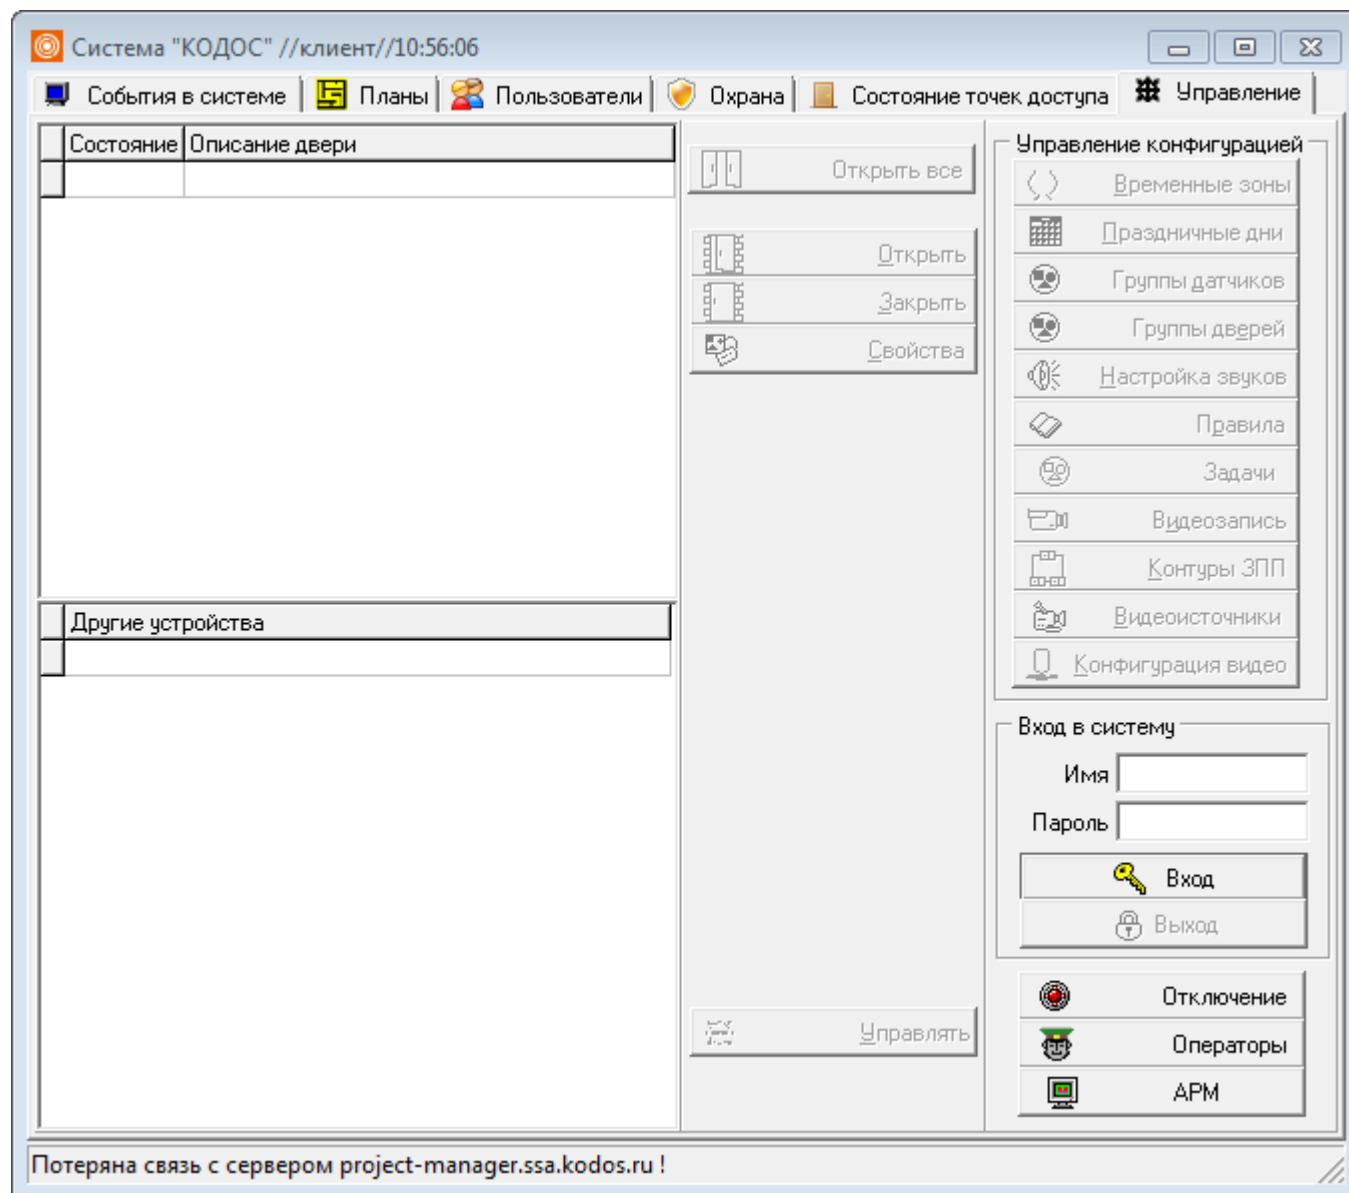 Система "КОДОС" //клиент//10:56:06
События в системе Планы Пользователи Охрана Состояние точек доступа Управление
Состояние Описание двери
Открыть все
Открыть
Закрыть
Свойства
Другие устройства
Управлять
Управление конфигурацией
Временные зоны
Праздничные дни
Группы датчиков
Группы дверей
Настройка звуков
Правила
Задачи
Видеозапись
Контуры ЗПП
Видеоисточники
Конфигурация видео
Вход в систему
Имя
Пароль
Вход
Выход
Отключение
Операторы
АРМ
Потеряна связь с сервером project-manager.ssa.kodos.ru !